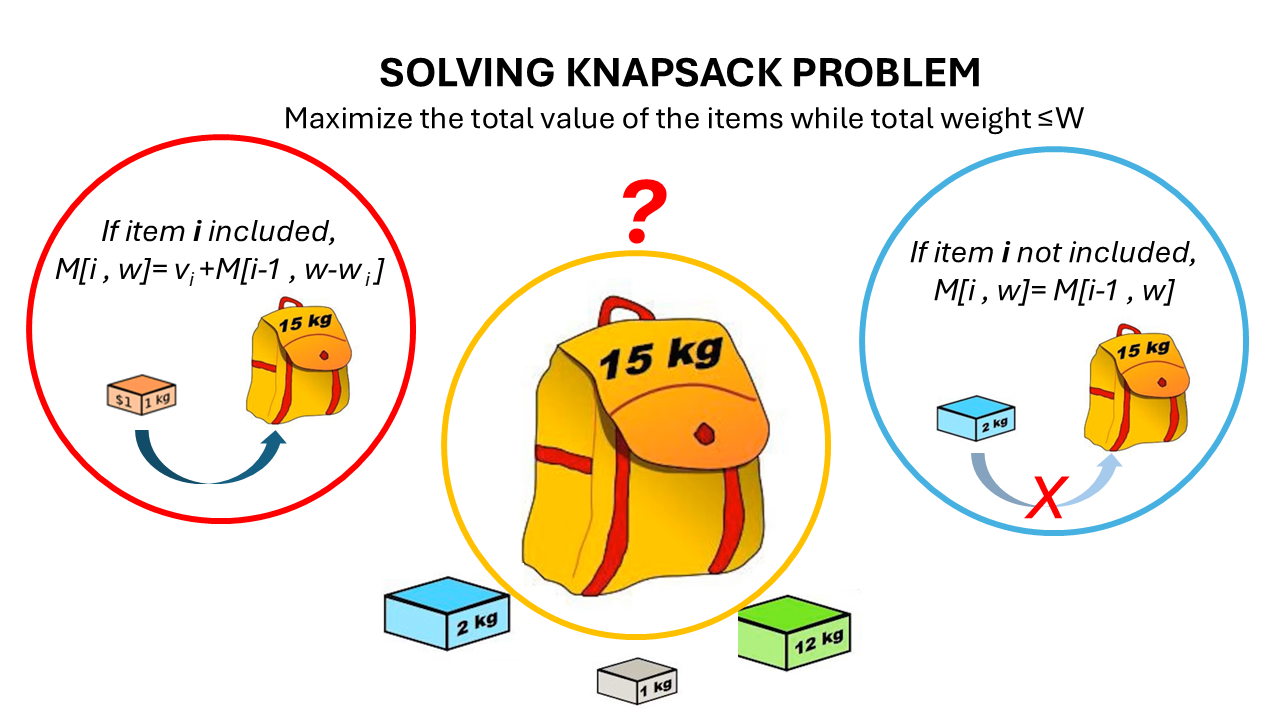 SOLVING KNAPSACK PROBLEM
Maximize the total value of the items while total weight ≤W
If item i included,
M[i , w]= vᵢ +M[i-1 , w-w ᵢ ]
15 kg
$1 1 kg
?
15 kg
2 kg
1 kg
12 kg
If item i not included,
M[i , w]= M[i-1 , w]
15 kg
2 kg
X